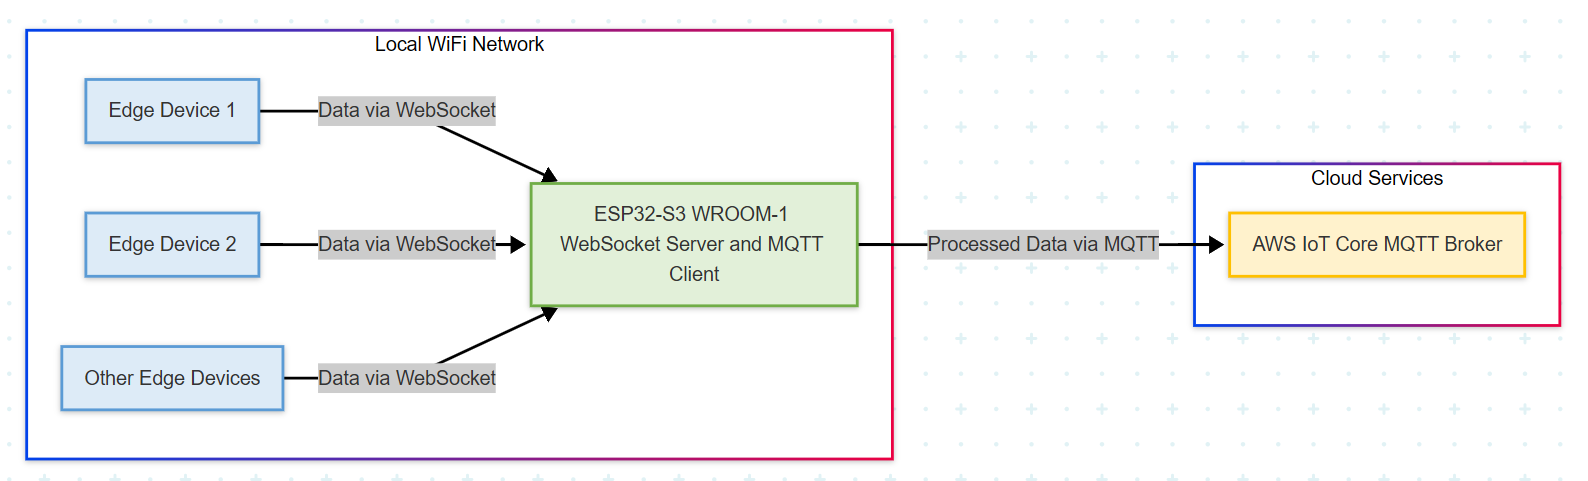 Local WiFi Network
Edge Device 1
Data via WebSocket
Edge Device 2
Data via WebSocket
Other Edge Devices
Data via WebSocket
ESP32-S3 WROOM-1
WebSocket Server and MQTT
Client
Processed Data via MQTT
Cloud Services
AWS IoT Core MQTT Broker